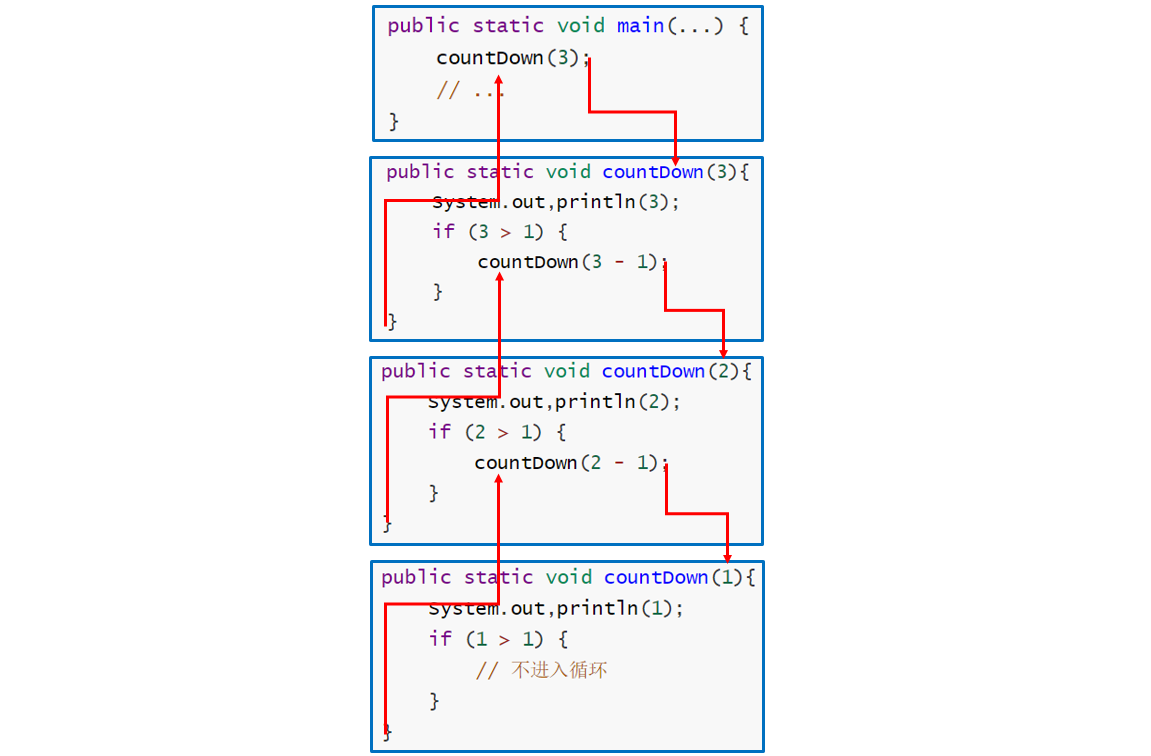 public static void main(...) {
countDown(3);
// ...
}
public static void countDown(3){
System.out,println(3);
if (3 > 1) {
countDown(3 - 1);
}
}
public static void countDown(2){
System.out,println(2);
if (2 > 1) {
countDown(2 - 1);
}
}
public static void countDown(1){
System.out,println(1);
if (1 > 1) {
// 不进入循环
}
}